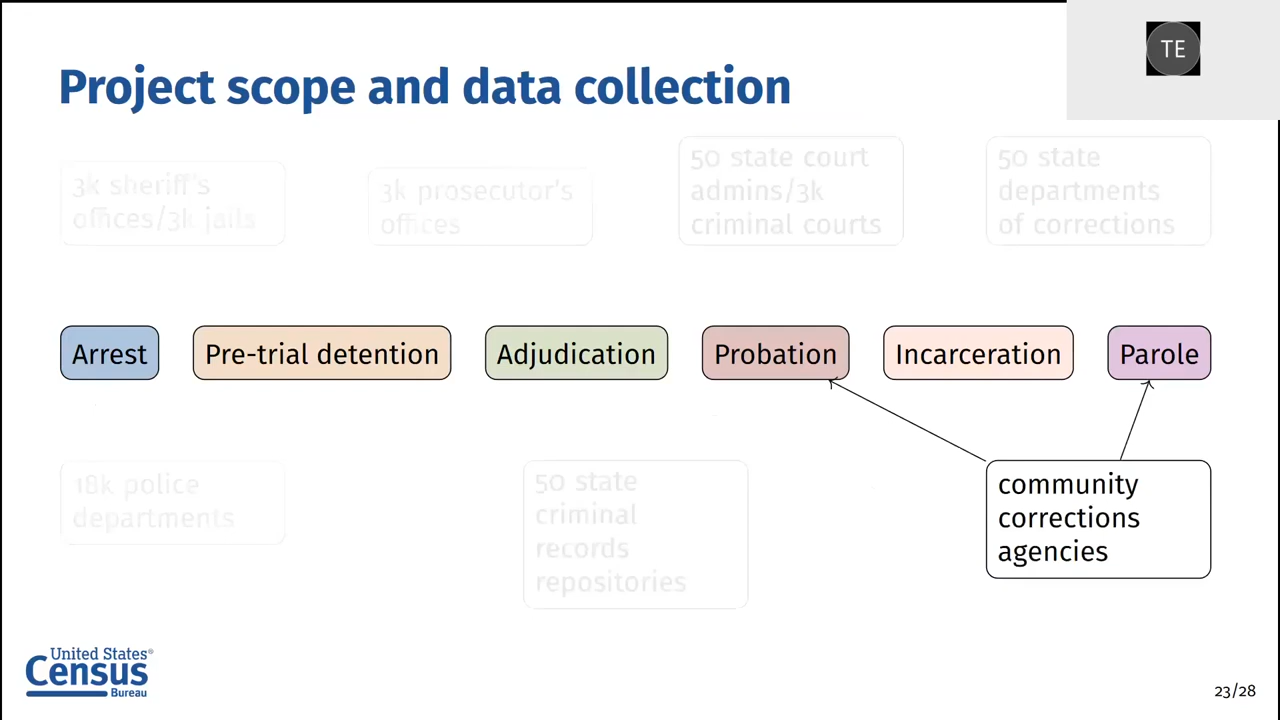 TE
Project scope and data collection
3k sheriff's
offices/3k jails
3k prosecutor's
offices
50 state court
admins/3k
criminal courts
50 state
departments
of corrections
Arrest
Pre-trial detention
Adjudication
Probation
Incarceration
Parole
18k police
departments
50 state
criminal
records
repositories
community
corrections
agencies
United States®
Census
Bureau
23/28